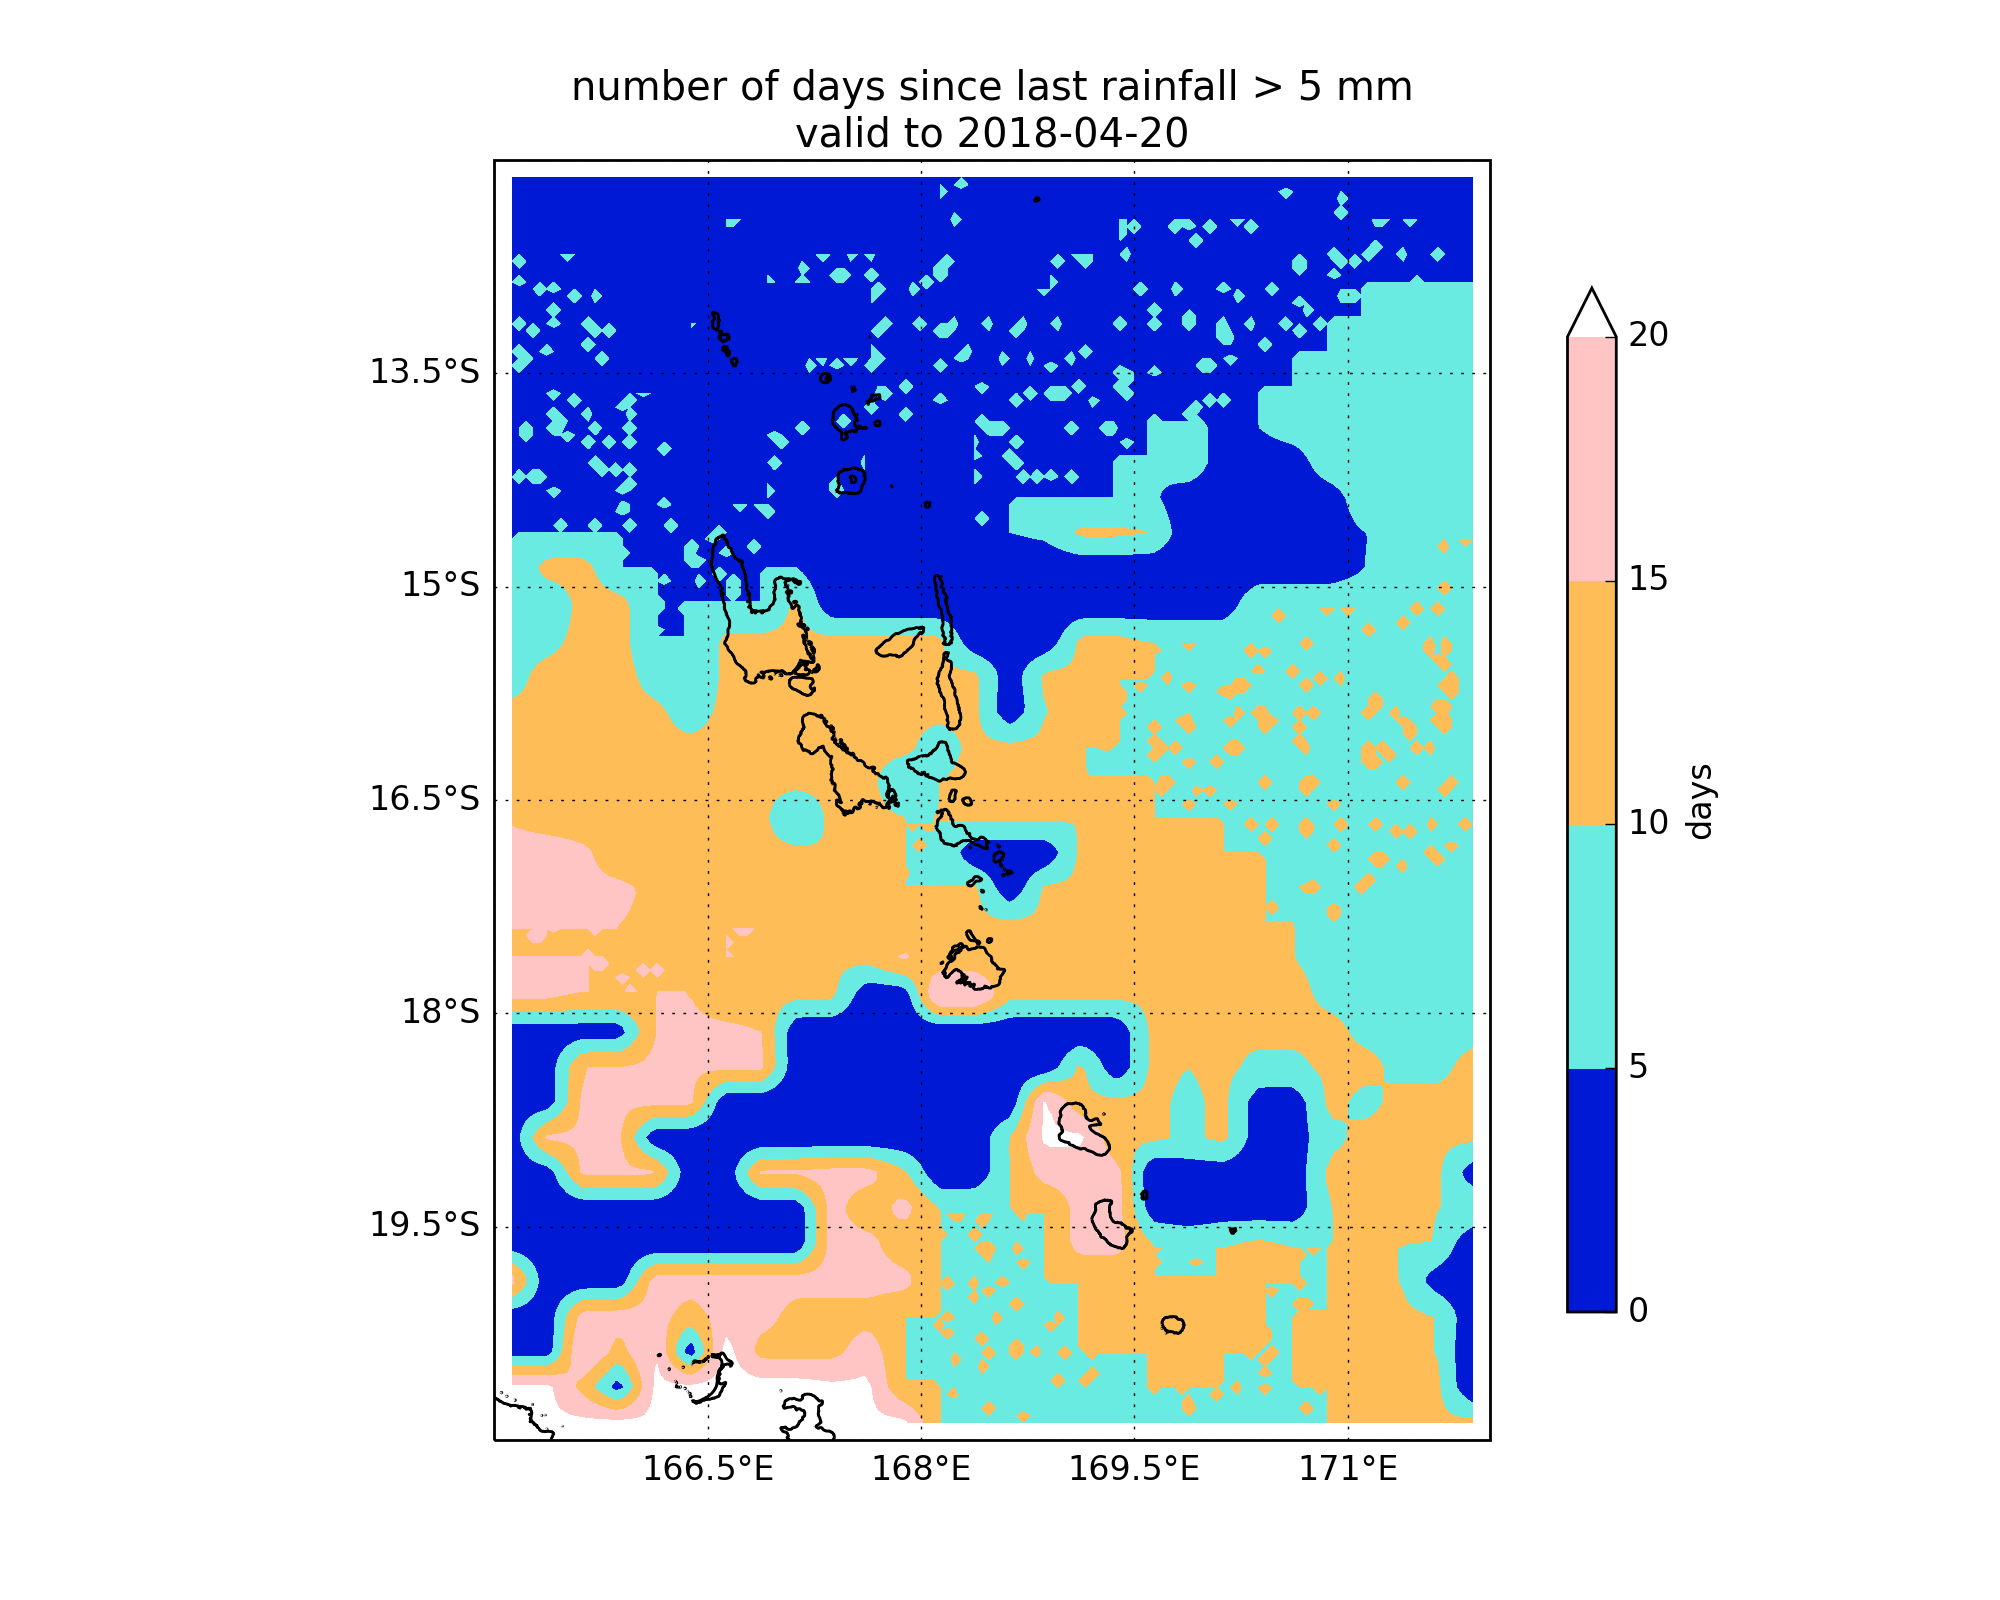 number of days since last rainfall > 5 mm
valid to 2018-04-20
13.5°S
15°S
16.5°S
18°S
19.5°S
166.5°E
168°E
169.5°E
171°E
20
15
10
5
0
days